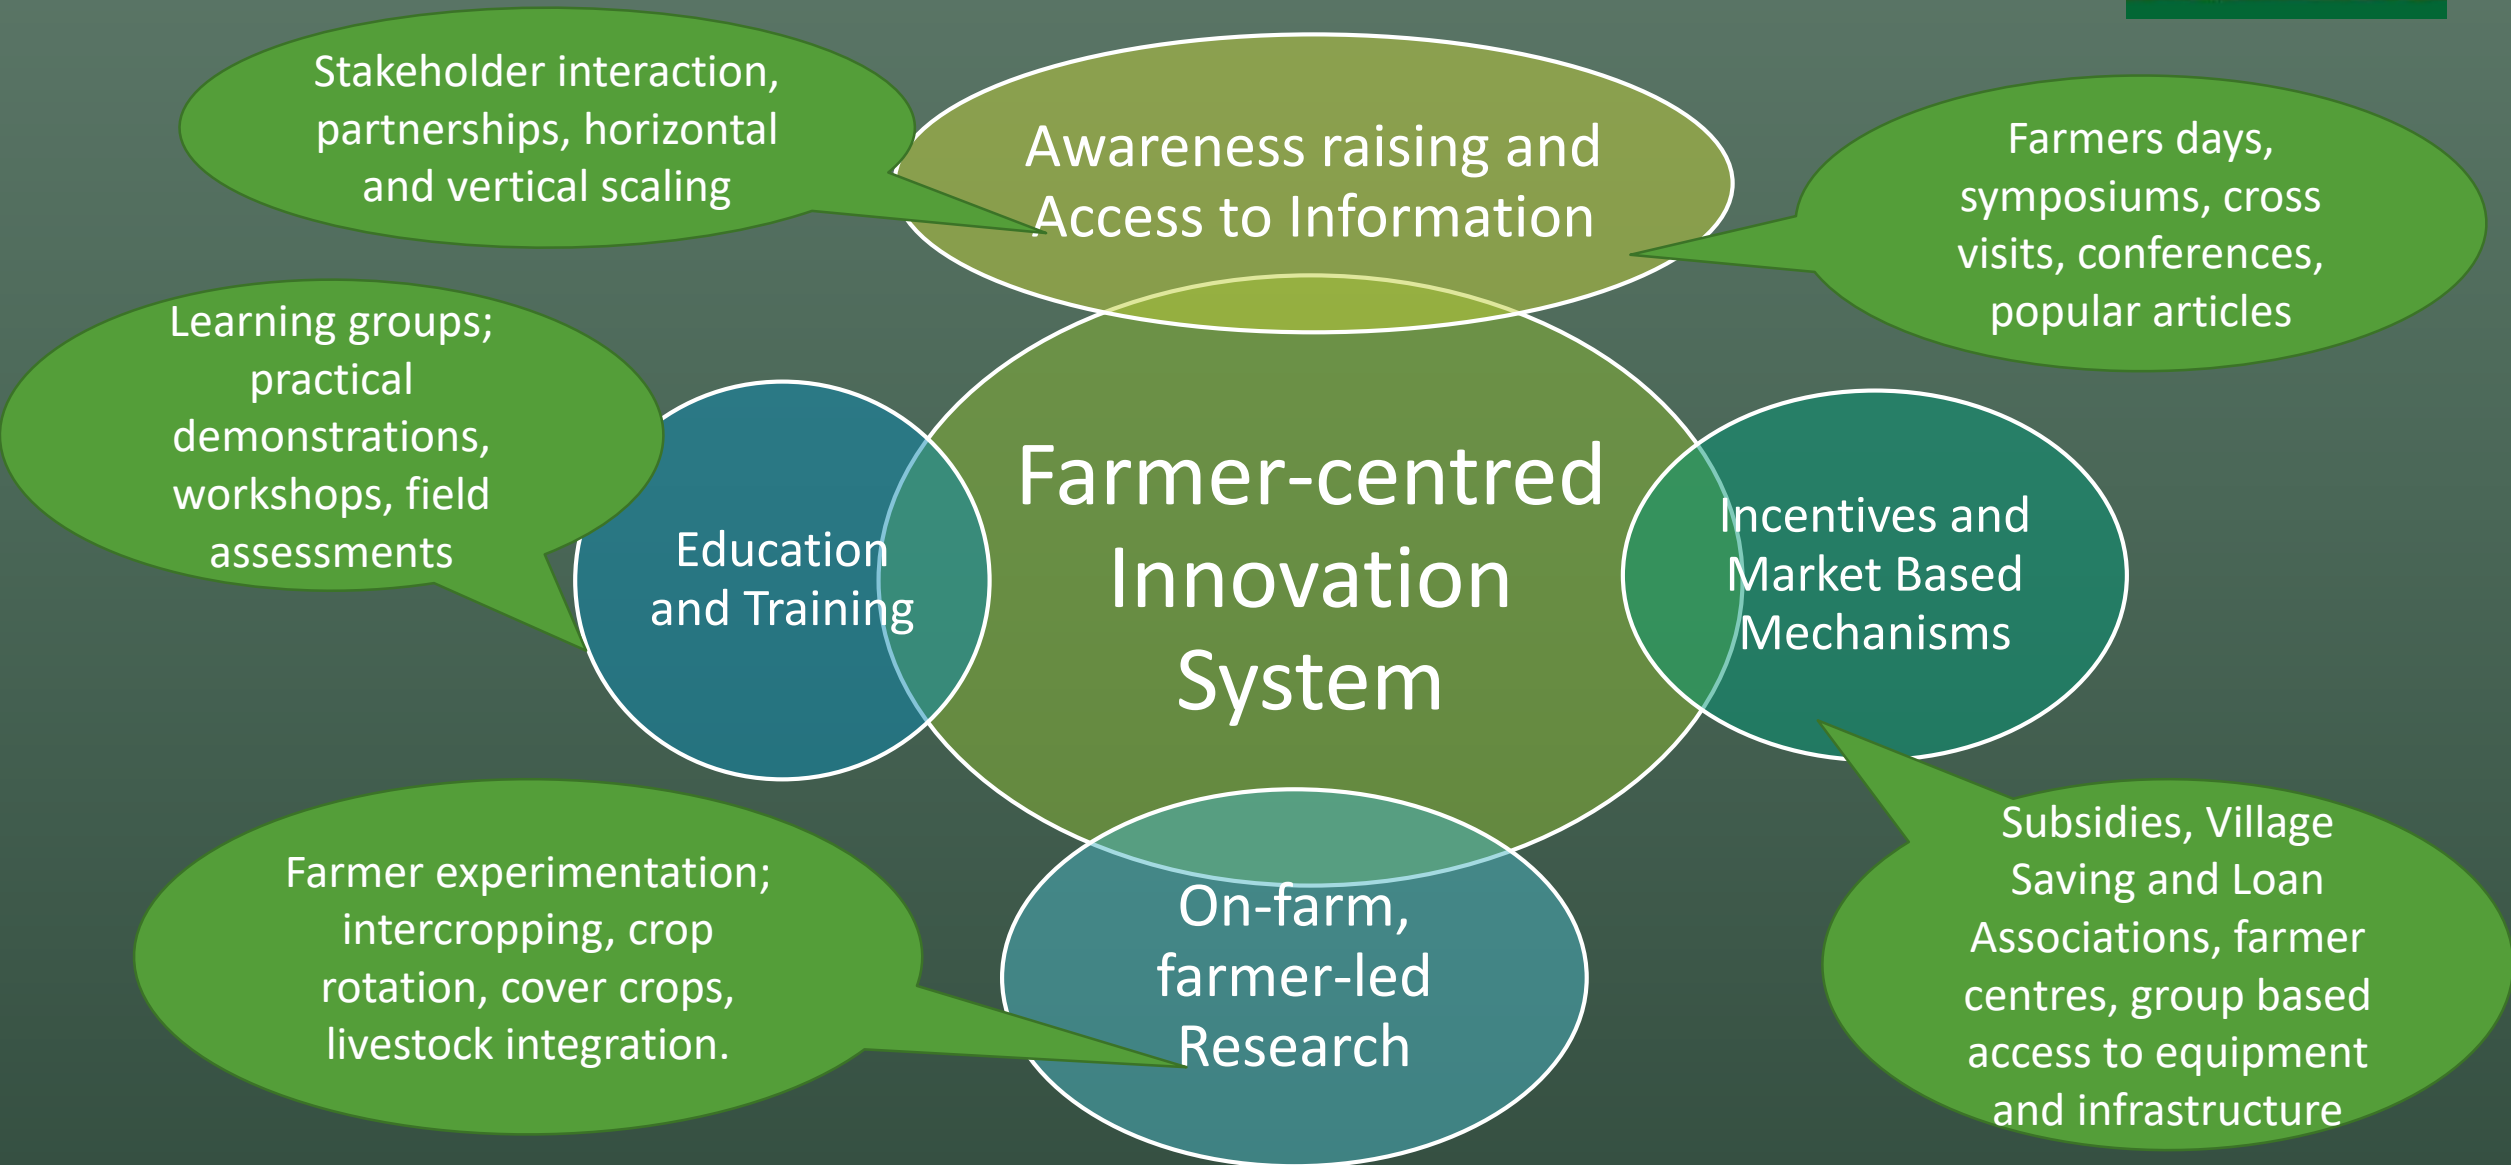 Stakeholder interaction,
partnerships, horizontal
and vertical scaling
Awareness raising and
Access to Information
Farmers days,
symposiums, cross
visits, conferences,
popular articles
Learning groups;
practical
demonstrations,
workshops, field
assessments
Education
and Training
Farmer-centred
Innovation
System
Incentives and
Market Based
Mechanisms
Farmer experimentation;
intercropping, crop
rotation, cover crops,
livestock integration.
On-farm,
farmer-led
Research
Subsidies, Village
Saving and Loan
Associations, farmer
centres, group based
access to equipment
and infrastructure